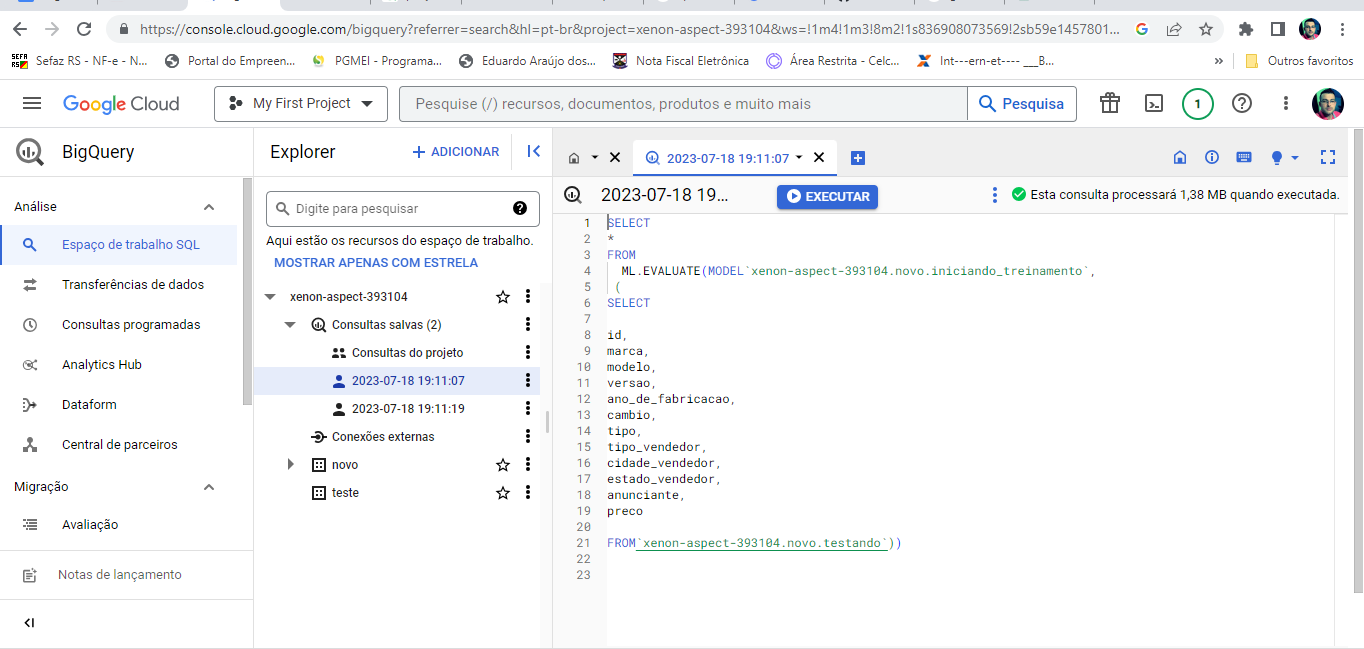 https://console.cloud.google.com/bigquery?referrer=search&hl=pt-br&project=xenon-aspect-393104&ws=!1m4!1m3!8m2!1s836908073569!2sb59e1457801...
Sefaz RS - NF-e - N...
Portal do Empreen...
PGMEI - Programa...
Eduardo Araújo dos...
Nota Fiscal Eletrônica
Área Restrita - Celc...
Int---ern-et---- ___B...
»
Outros favoritos
Google Cloud
My First Project
Pesquise (/) recursos, documentos, produtos e muito mais
Pesquisa
1
BigQuery
Análise
Espaço de trabalho SQL
Transferências de dados
Consultas programadas
Analytics Hub
Dataform
Central de parceiros
Migração
Avaliação
Notas de lançamento
Explorer
+ ADICIONAR
Digite para pesquisar
Aqui estão os recursos do espaço de trabalho.
MOSTRAR APENAS COM ESTRELA
xenon-aspect-393104
Consultas salvas (2)
Consultas do projeto
2023-07-18 19:11:07
2023-07-18 19:11:19
Conexões externas
novo
teste
2023-07-18 19:11:07
2023-07-18 19...
EXECUTAR
Esta consulta processará 1,38 MB quando executada.
1 SELECT
2 *
3 FROM
4 ML.EVALUATE(MODEL`xenon-aspect-393104.novo.iniciando_treinamento`,
5 (
6 SELECT
7
8 id,
9 marca,
10 modelo,
11 versao,
12 ano_de_fabricacao,
13 cambio,
14 tipo,
15 tipo_vendedor,
16 cidade_vendedor,
17 estado_vendedor,
18 anunciante,
19 preco
20
21 FROM`xenon-aspect-393104.novo.testando`))
22
23